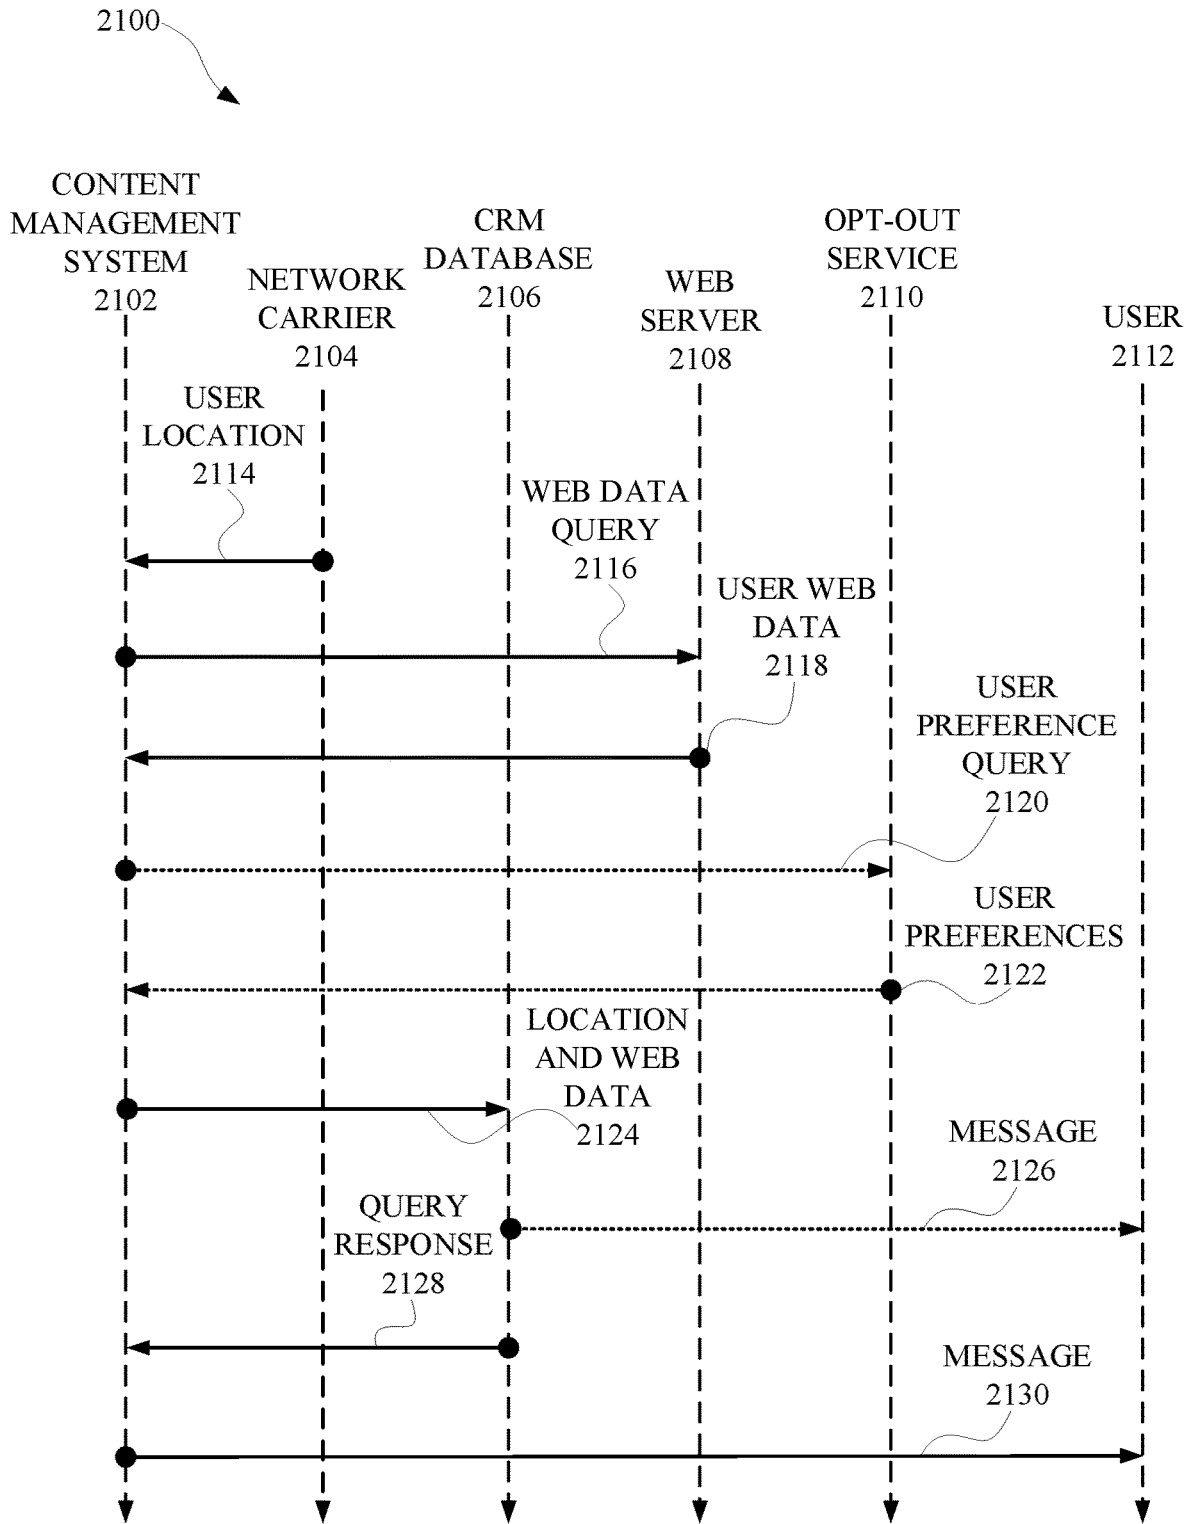 2100
CONTENT
MANAGEMENT
SYSTEM
2102
NETWORK
CARRIER
2104
CRM
DATABASE
2106
WEB
SERVER
2108
OPT-OUT
SERVICE
2110
USER
2112
USER
LOCATION
2114
WEB DATA
QUERY
2116
USER WEB
DATA
2118
USER
PREFERENCE
QUERY
2120
USER
PREFERENCES
2122
LOCATION
AND WEB
DATA
2124
MESSAGE
2126
QUERY
RESPONSE
2128
MESSAGE
2130